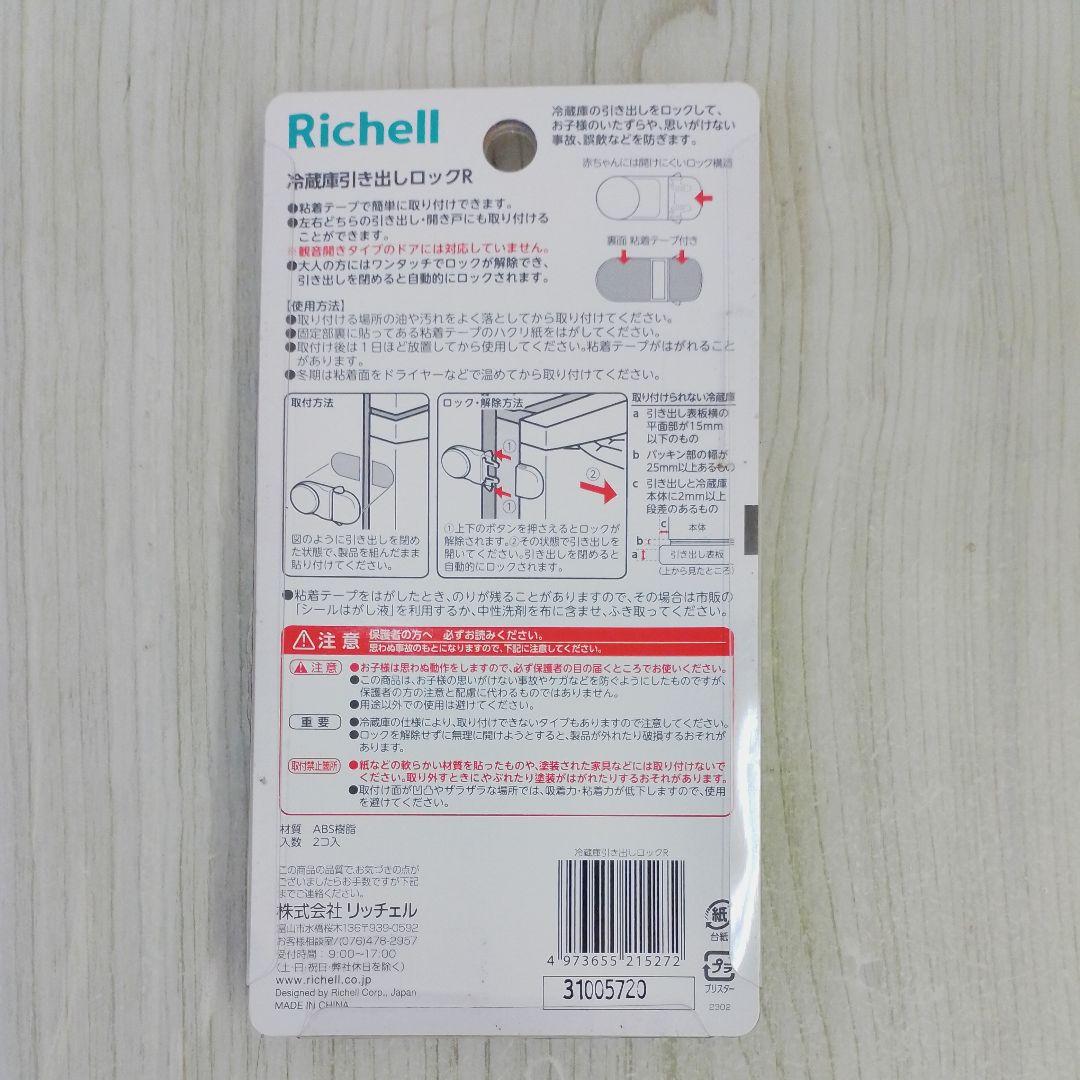 Richell
冷蔵庫の引き出しをロックして、
お子様のいたずらや、思いがけない
事故、誤飲などを防ぎます。
冷蔵庫引き出しロックR
赤ちゃんには開けにくいロック構造
●粘着テープで簡単に取り付けできます。
●左右どちらの引き出し・開き戸にも取り付ける
ことができます。
※観音開きタイプのドアには対応していません。
●大人の方にはワンタッチでロックが解除でき、
引き出しを閉めると自動的にロックされます。
裏面 粘着テープ付き
【使用方法】
●取り付ける場所の油や汚れをよく落としてから取り付けてください。
●固定部裏に貼ってある粘着テープのハクリ紙をはがしてください。
●取付け後は1日ほど放置してから使用してください。粘着テープがはがれること
があります。
●冬期は粘着面をドライヤーなどで温めてから取り付けてください。
取付方法
図のように引き出しを閉め
た状態で、製品を組んだまま
貼り付けてください。
ロック・解除方法
①
②
①
①上下のボタンを押さえるとロックが
解除されます。②その状態で引き出しを
開いてください。引き出しを閉めると
自動的にロックされます。
取り付けられない冷蔵庫
a 引き出し表板横の
平面部が15mm
以下のもの
b パッキン部の幅が
25mm以上あるもの
c 引き出しと冷蔵庫
本体に2mm以上
段差のあるもの
c 本体
b
a 引き出し表板
(上から見たところ)
●粘着テープをはがしたとき、のりが残ることがありますので、その場合は市販の
「シールはがし液」を利用するか、中性洗剤を布に含ませ、ふき取ってください。
注意 保護者の方へ 必ずお読みください。
思わぬ事故のもとになりますので、下記に注意してください。
注意 ●お子様は思わぬ動作をしますので、必ず保護者の目の届くところでお使いください。
●この商品は、お子様の思いがけない事故やケガなどを防ぐようにしたものですが、
保護者の方の注意と配慮に代わるものではありません。
●用途以外での使用は避けてください。
重要 ●冷蔵庫の仕様により、取り付けできないタイプもありますので注意してください。
●ロックを解除せずに無理に開けようとすると、製品が外れたり破損するおそれが
あります。
取付禁止箇所 ●紙などの軟らかい材質を貼ったものや、塗装された家具などには取り付けないで
ください。取り外すときにやぶれたり塗装がはがれたりするおそれがあります。
●取付け面が凹凸やザラザラな場所では、吸着力・粘着力が低下しますので、使用
を避けてください。
材質 ABS樹脂
入数 2コ入
この商品の品質で、お気づきの点が
ございましたらお手数ですが下記
までご連絡ください。
株式会社 リッチェル
富山市水橋桜木136〒939-0592
お客様相談室/(076)478-2957
受付時間：9:00〜17:00
(土・日・祝日・弊社休日を除く)
www.richell.co.jp
Designed by Richell Corp., Japan
MADE IN CHINA
冷蔵庫引き出しロックR
4 973655 215272
31005720
紙
台紙
プラ
ブリスター
2302